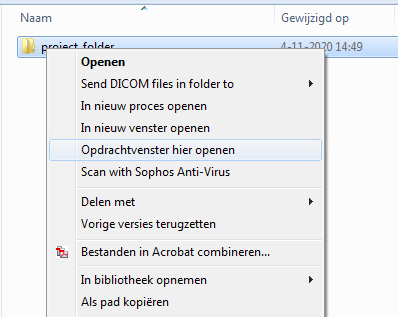 Naam Gewijzigd op
project-folder 4-11-2020 14:49
Openen
Send DICOM files in folder to
In nieuw proces openen
In nieuw venster openen
Opdrachtvenster hier openen
Scan with Sophos Anti-Virus
Delen met
Vorige versies terugzetten
Bestanden in Acrobat combineren...
In bibliotheek opnemen
Als pad kopiëren